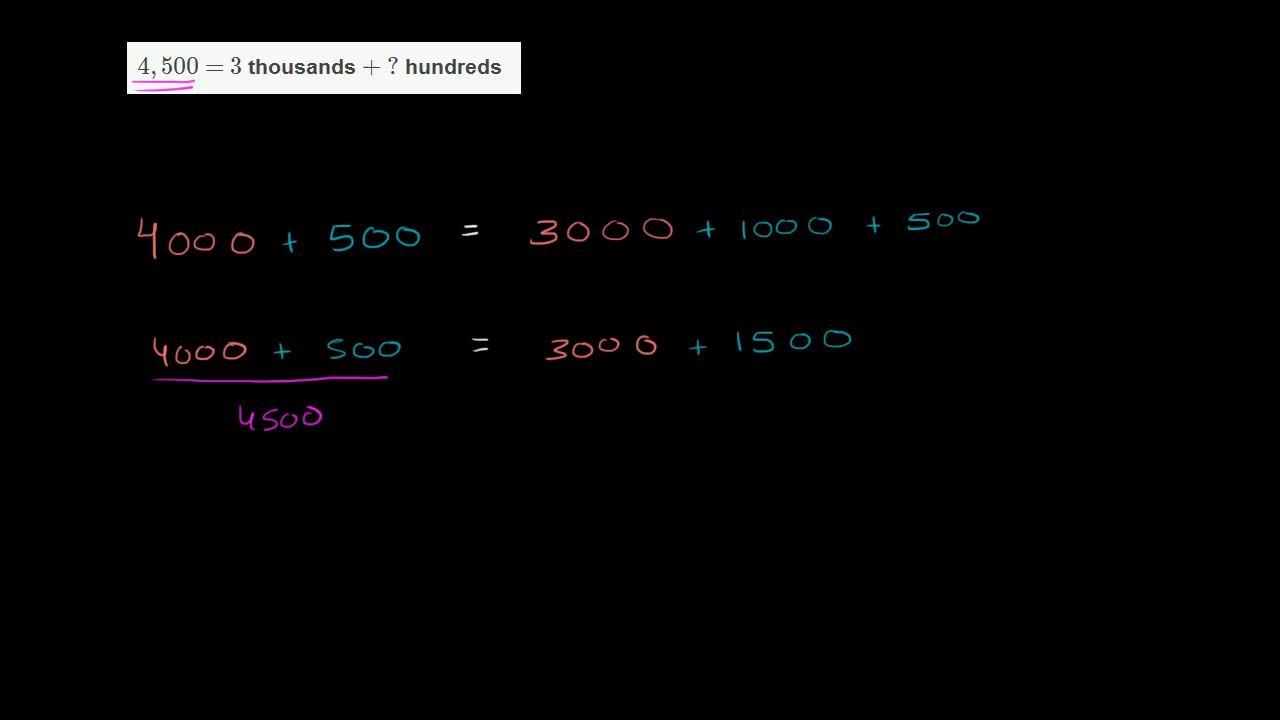 4,500 = 3 thousands + ? hundreds
4000 + 500 = 3000 + 1000 + 500
4000 + 500 = 3000 + 1500
4500